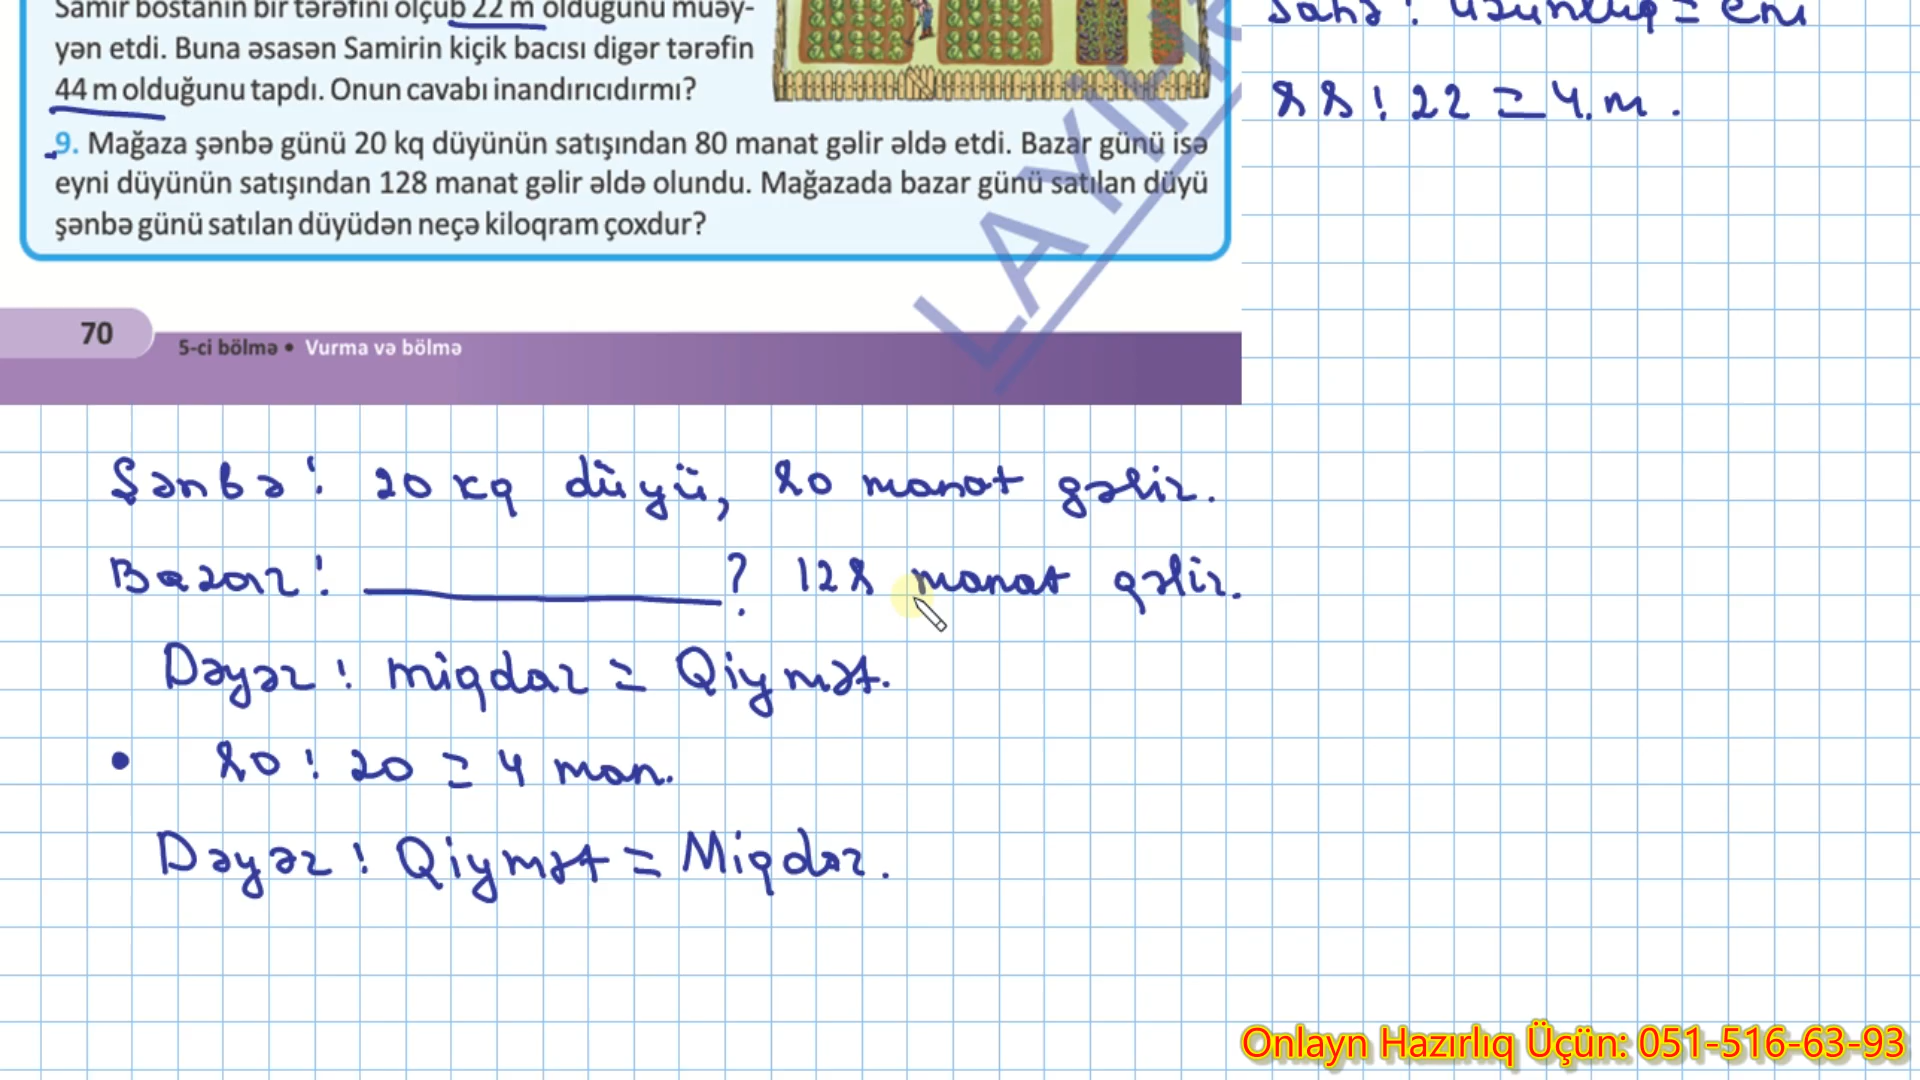 Samir bostanın bir tərəfini ölçüb 22 m olduğunu müəy-
yən etdi. Buna əsasən Samirin kiçik bacısı digər tərəfin
44 m olduğunu tapdı. Onun cavabı inandırıcıdırmı?
9. Mağaza şənbə günü 20 kq düyünün satışından 80 manat gəlir əldə etdi. Bazar günü isə
eyni düyünün satışından 128 manat gəlir əldə olundu. Mağazada bazar günü satılan düyü
şənbə günü satılan düyüdən neçə kiloqram çoxdur?
LAYİH
70
5-ci bölmə • Vurma və bölmə
Sahə : uzunluq = eni
88 : 22 = 4 m.
Şənbə: 20 kq düyü, 80 manat gəlir.
Bazar: ? 128 manat gəlir.
Dəyər : miqdar = Qiymət.
• 80 : 20 = 4 man.
Dəyər : Qiymət = Miqdar.
Onlayn Hazırlıq Üçün: 051-516-63-93